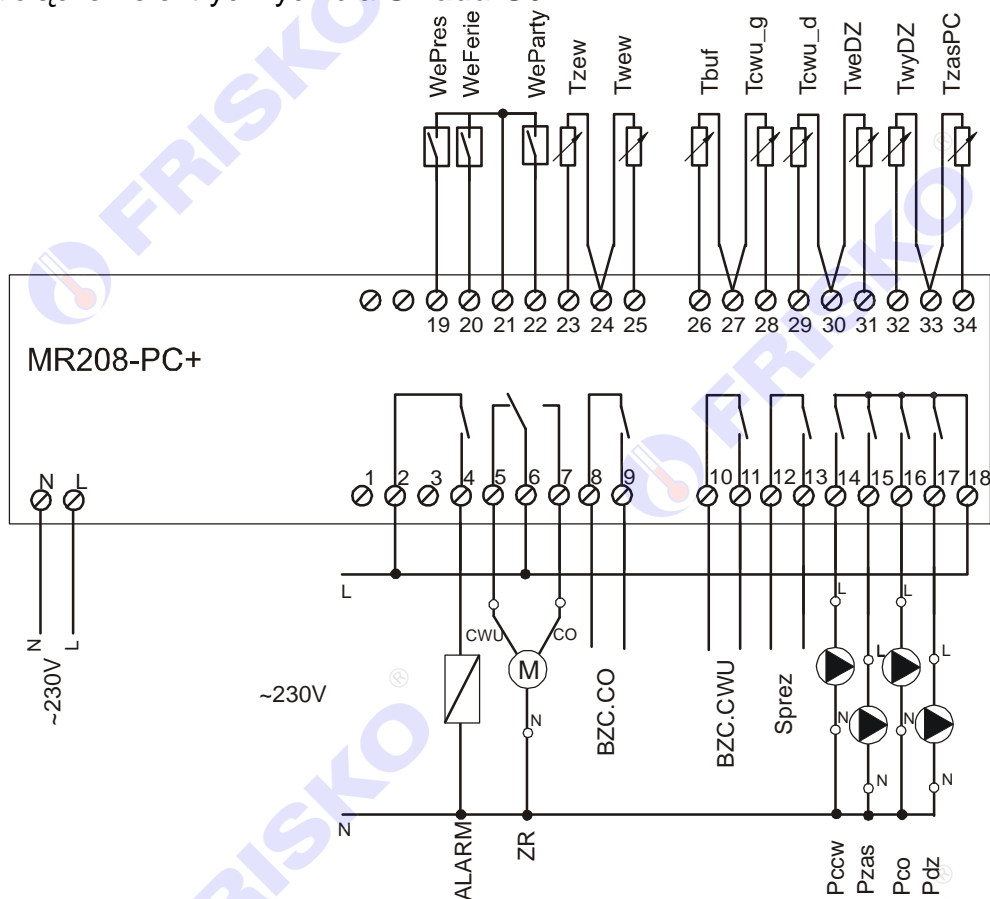 WePres
WeFerie
WeParty
Tzew
Twew
Tbuf
Tcwu_g
Tcwu_d
TweDZ
TwyDZ
TzasPC
19 20 21 22 23 24 25 26 27 28 29 30 31 32 33 34
MR208-PC+
N L
1 2 3 4 5 6 7 8 9 10 11 12 13 14 15 16 17 18
L
L L
CWU CO
L L
M
N L
~230V
~230V
BZC.CO
BZC.CWU
Sprez
N
N N
N N
N
ALARM
ZR
Pccw
Pzas
Pco
Pdz
FRISKO ®
FRISKO ®
FRISKO ®